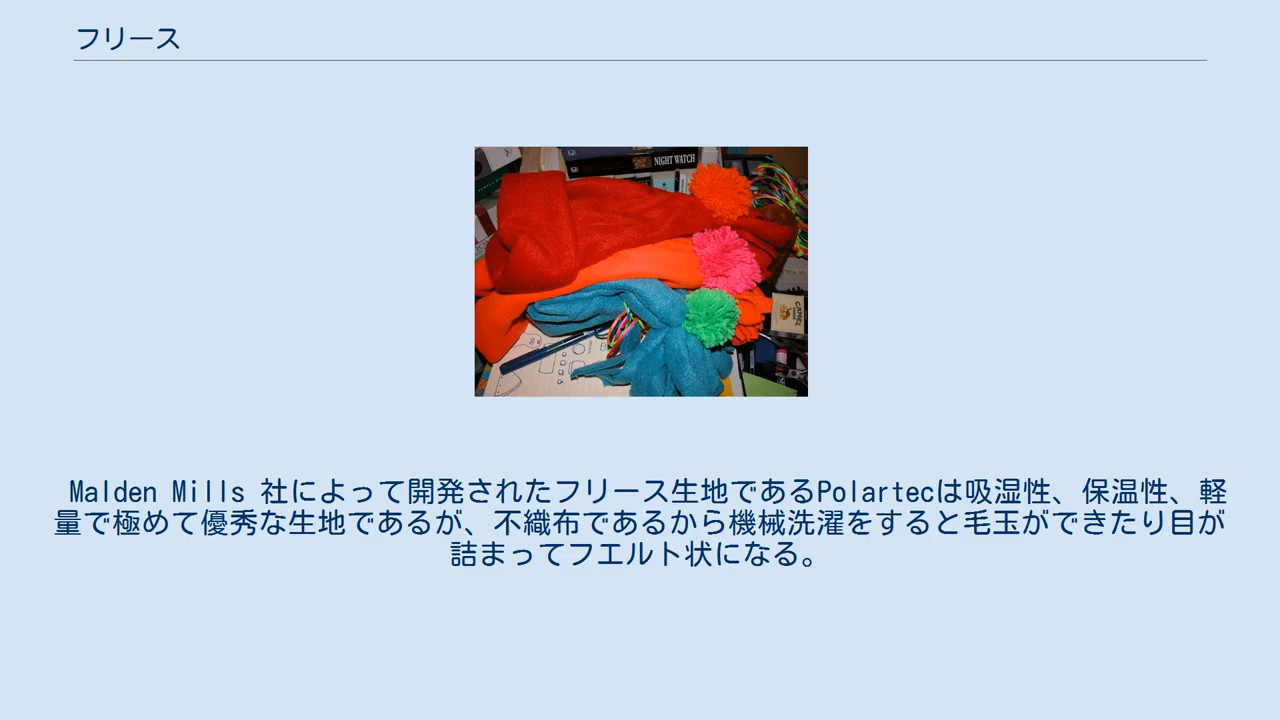 フリース
NIGHT WATCH
CAMEL
Malden Mills 社によって開発されたフリース生地であるPolartecは吸湿性、保温性、軽
量で極めて優秀な生地であるが、不織布であるから機械洗濯をすると毛玉ができたり目が
詰まってフエルト状になる。